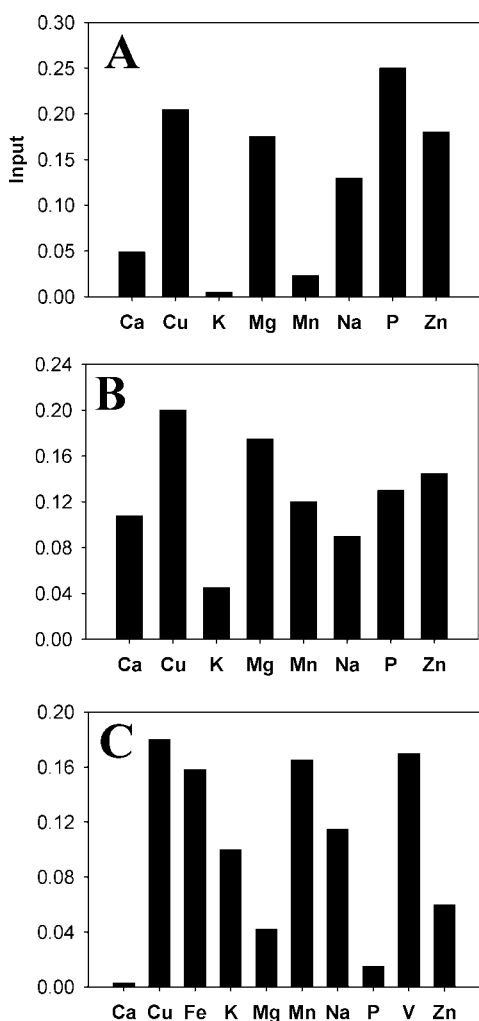 A
0.30
0.25
0.20
0.15
0.10
0.05
0.00
Input
Ca Cu K Mg Mn Na P Zn
B
0.24
0.20
0.16
0.12
0.08
0.04
0.00
Ca Cu K Mg Mn Na P Zn
C
0.20
0.16
0.12
0.08
0.04
0.00
Ca Cu Fe K Mg Mn Na P V Zn